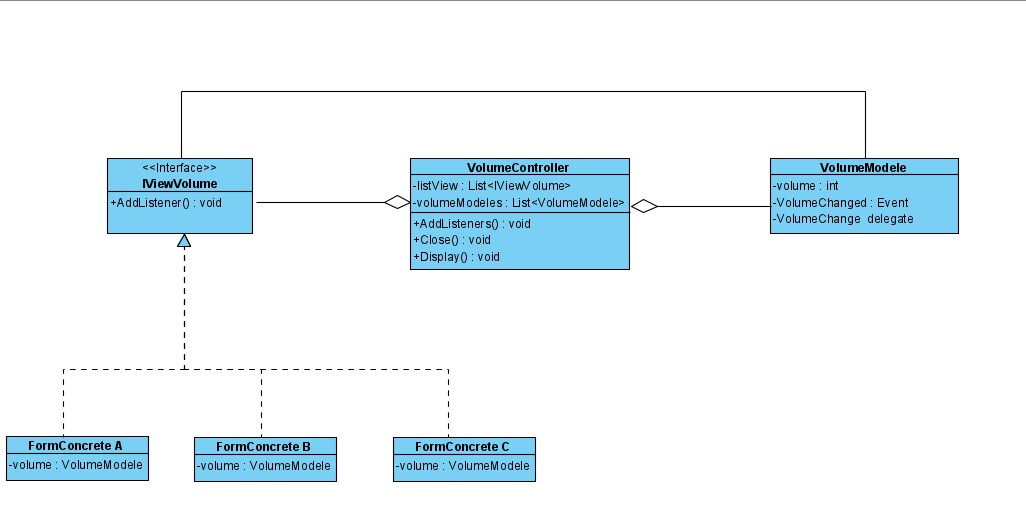 <<Interface>>
IViewVolume
+AddListener() : void
VolumeController
-listView : List<IViewVolume>
-volumeModeles : List<VolumeModele>
+AddListeners() : void
+Close() : void
+Display() : void
VolumeModele
-volume : int
-VolumeChanged : Event
-VolumeChange delegate
FormConcrete A
-volume : VolumeModele
FormConcrete B
-volume : VolumeModele
FormConcrete C
-volume : VolumeModele